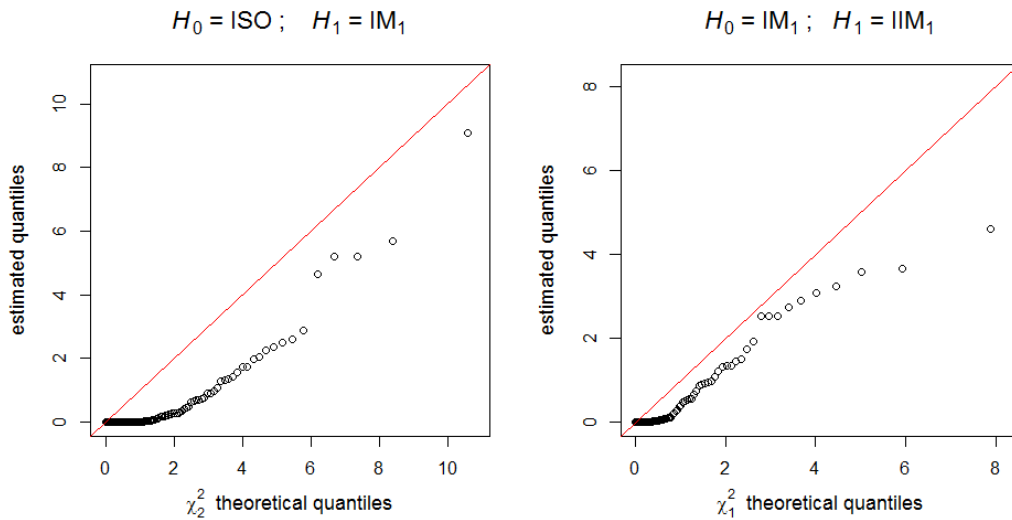 H₀ = ISO ;   H₁ = IM₁
estimated quantiles
10
8
6
4
2
0
0 2 4 6 8 10
χ²₂ theoretical quantiles
H₀ = IM₁ ;   H₁ = IIM₁
estimated quantiles
8
6
4
2
0
0 2 4 6 8
χ²₁ theoretical quantiles